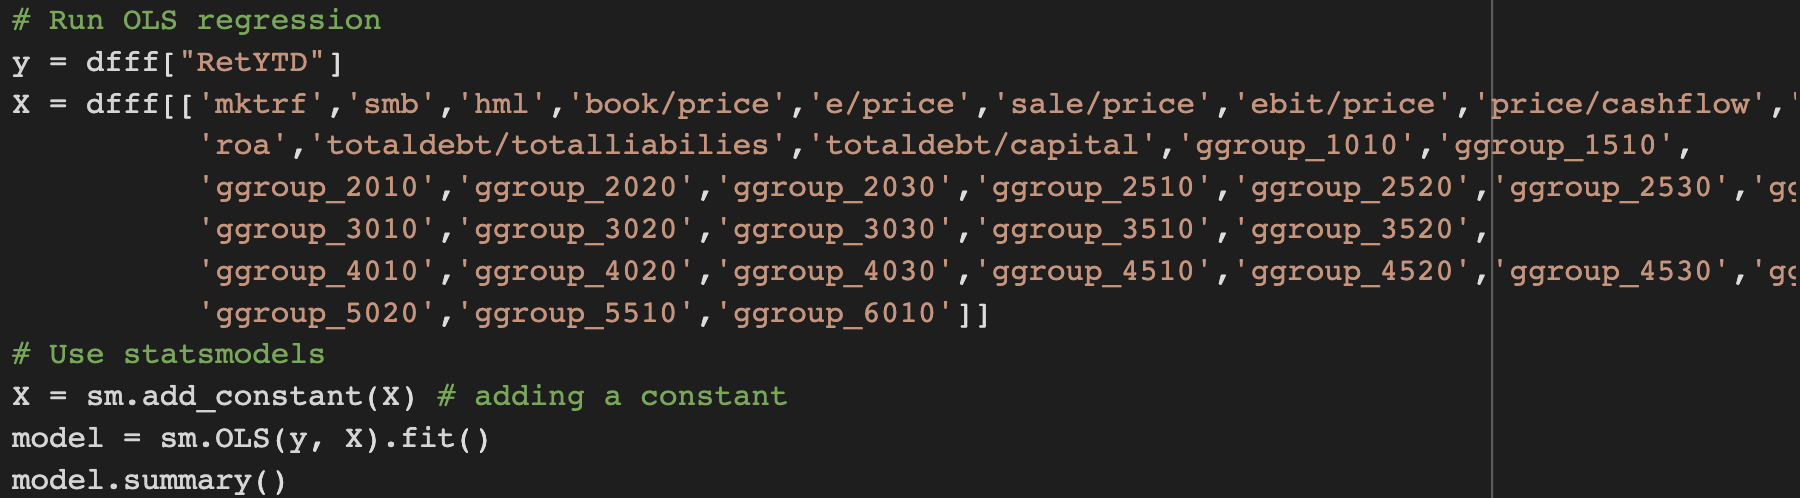 # Run OLS regression
y = dfff["RetYTD"]
X = dfff[['mktrf','smb','hml','book/price','e/price','sale/price','ebit/price','price/cashflow','
'roa','totaldebt/totalliabilies','totaldebt/capital','ggroup_1010','ggroup_1510',
'ggroup_2010','ggroup_2020','ggroup_2030','ggroup_2510','ggroup_2520','ggroup_2530','
'ggroup_3010','ggroup_3020','ggroup_3030','ggroup_3510','ggroup_3520',
'ggroup_4010','ggroup_4020','ggroup_4030','ggroup_4510','ggroup_4520','ggroup_4530','
'ggroup_5020','ggroup_5510','ggroup_6010']]
# Use statsmodels
X = sm.add_constant(X) # adding a constant
model = sm.OLS(y, X).fit()
model.summary()